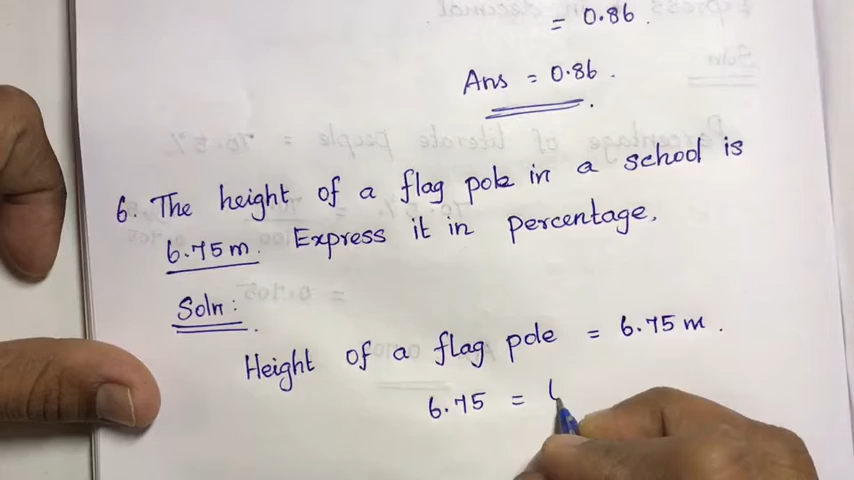 = 0.86.
Ans = 0.86.
6. The height of a flag pole in a school is
6.75m. Express it in percentage.
Soln:
Height of a flag pole = 6.75 m.
6.75 =